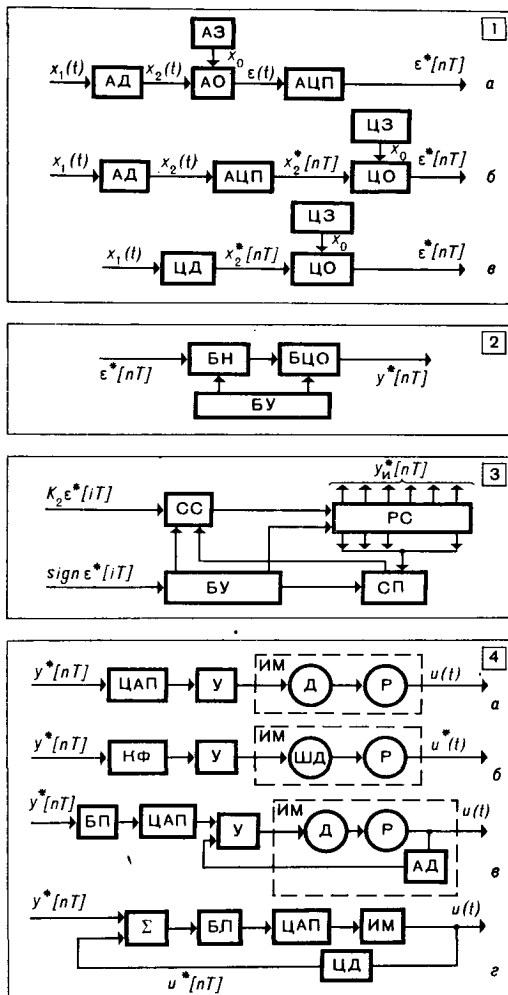 1
АЗ
x₀
x₁(t) АД x₂(t) АО ε(t) АЦП ε*[nT] а
ЦЗ
x₀
x₁(t) АД x₂(t) АЦП x₂*[nT] ЦО ε*[nT] б
ЦЗ
x₀
x₁(t) ЦД x₂*[nT] ЦО ε*[nT] в
2
ε*[nT] БН БЦО y*[nT]
БУ
3
yᵢ*[nT]
K₂ε*[iT] СС РС
sign ε*[iT] БУ СП
4
y*[nT] ЦАП У ИМ Д Р u(t) а
y*[nT] НФ У ИМ ШД Р u*(t) б
y*[nT] БП ЦАП У ИМ Д Р u(t)
АД в
y*[nT] Σ БЛ ЦАП ИМ u(t)
ЦД
u*[nT] г